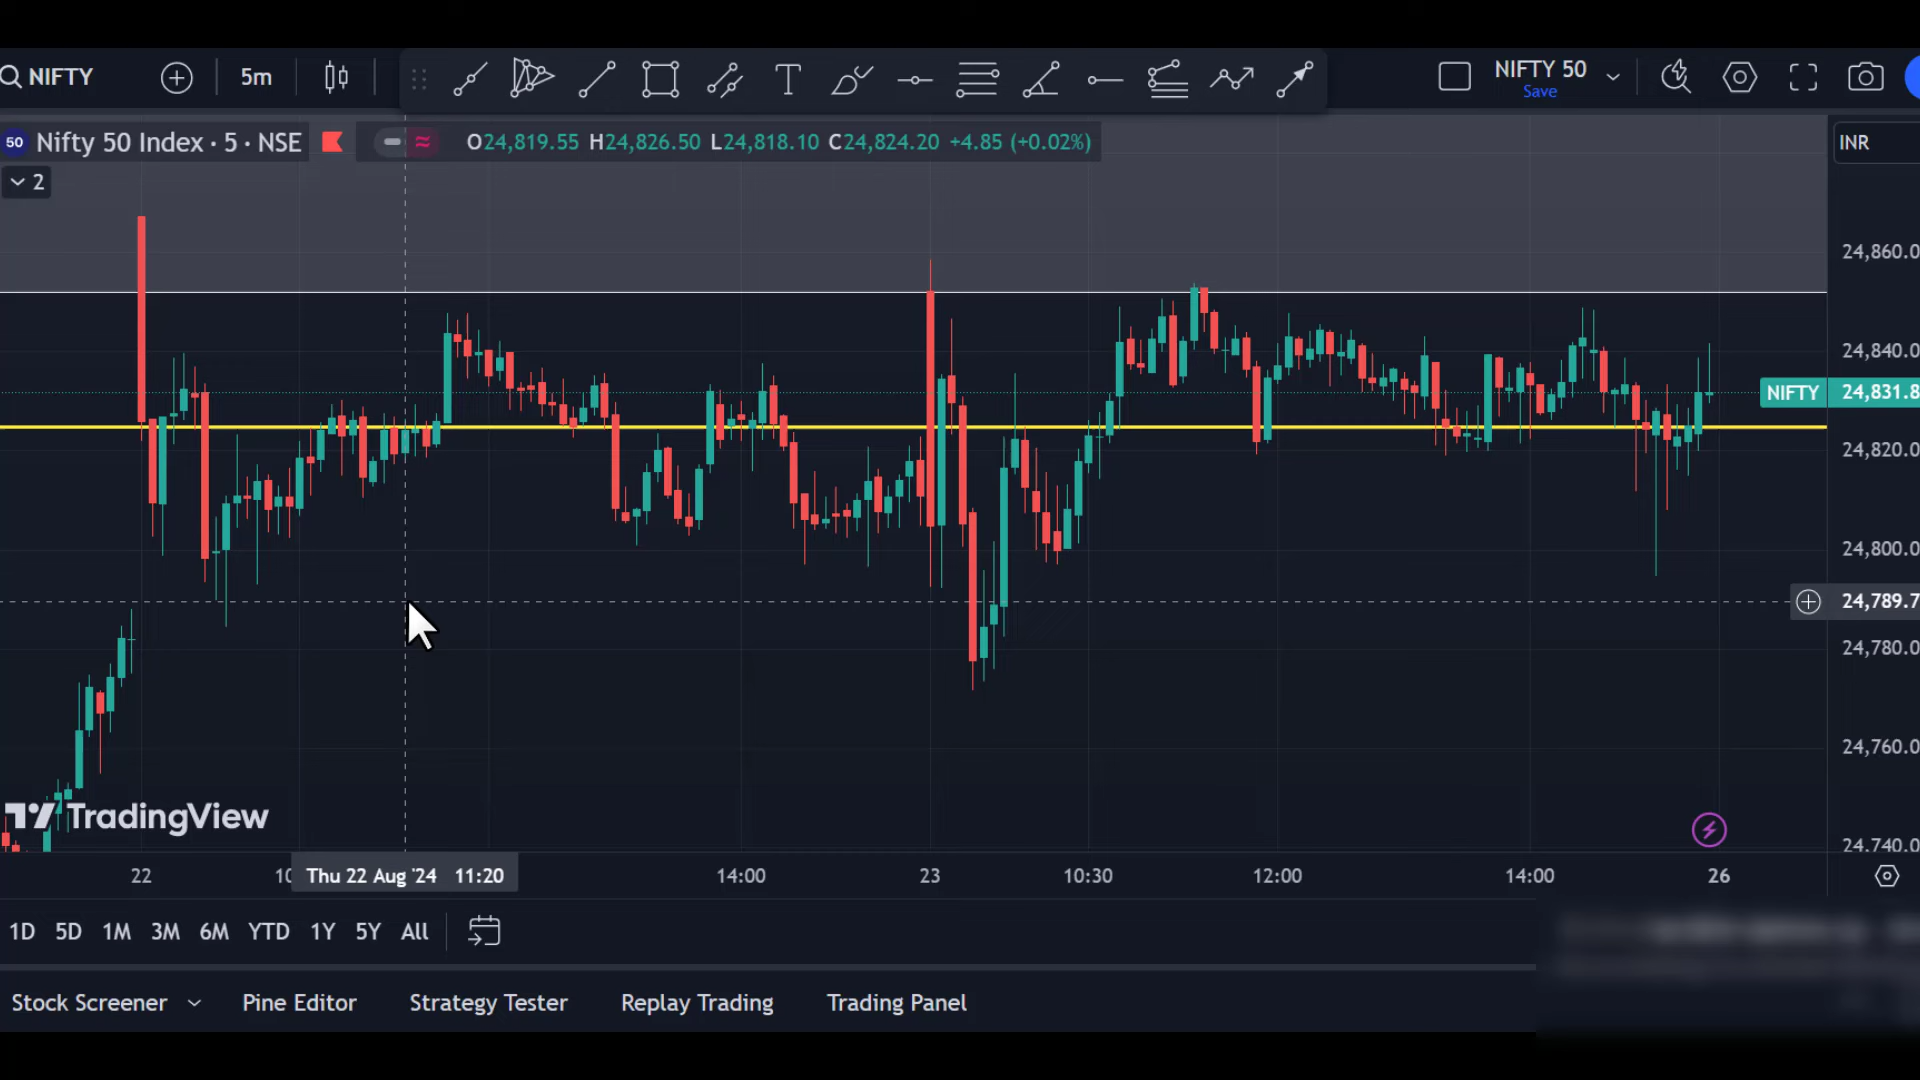 NIFTY
5m
NIFTY 50
Save
50 Nifty 50 Index · 5 · NSE
O24,819.55 H24,826.50 L24,818.10 C24,824.20 +4.85 (+0.02%)
INR
2
24,860.0
24,840.0
NIFTY 24,831.8
24,820.0
24,800.0
24,789.7
24,780.0
24,760.0
24,740.0
TradingView
22
Thu 22 Aug '24 11:20
14:00
23
10:30
12:00
14:00
26
1D 5D 1M 3M 6M YTD 1Y 5Y All
Stock Screener Pine Editor Strategy Tester Replay Trading Trading Panel